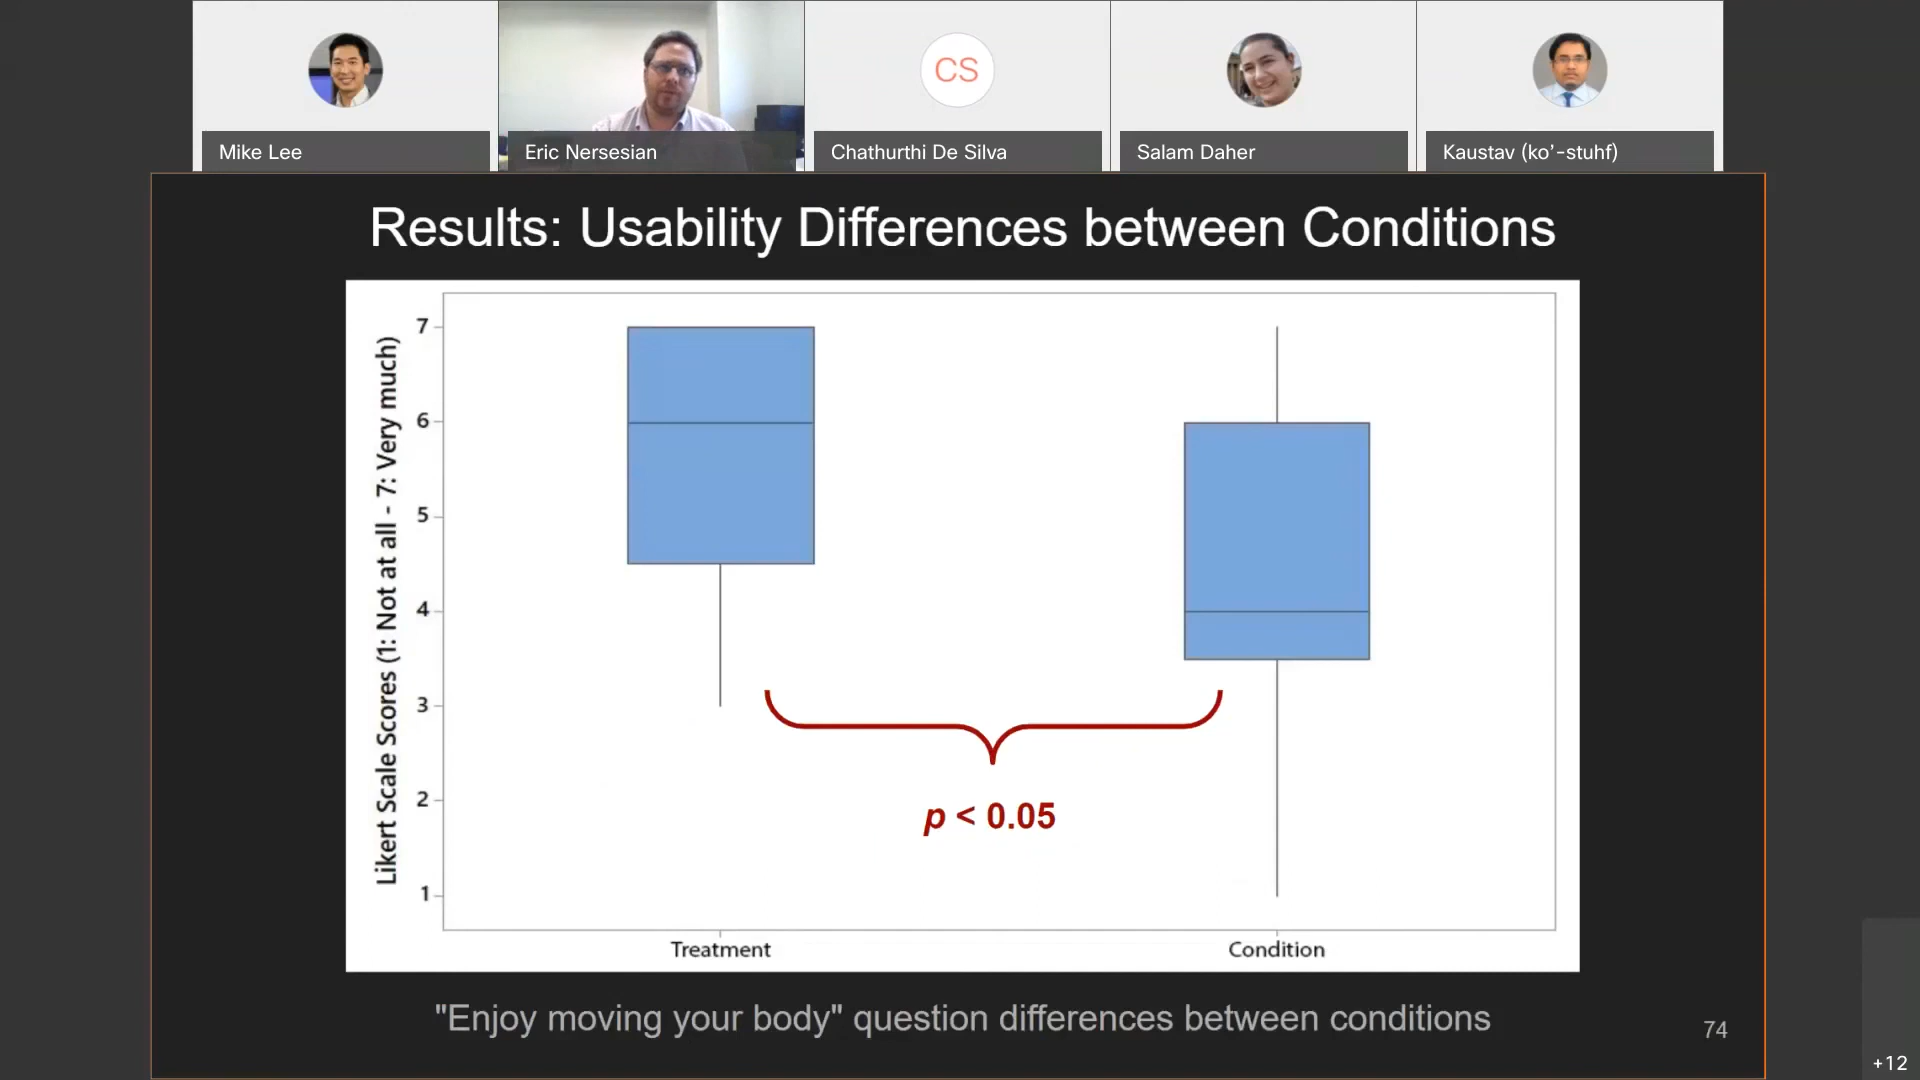 Mike Lee
Eric Nersesian
CS
Chathurthi De Silva
Salam Daher
Kaustav (ko’-stuhf)
Results: Usability Differences between Conditions
Likert Scale Scores (1: Not at all - 7: Very much)
7
6
5
4
3
2
1
p < 0.05
Treatment
Condition
"Enjoy moving your body" question differences between conditions
74
+12